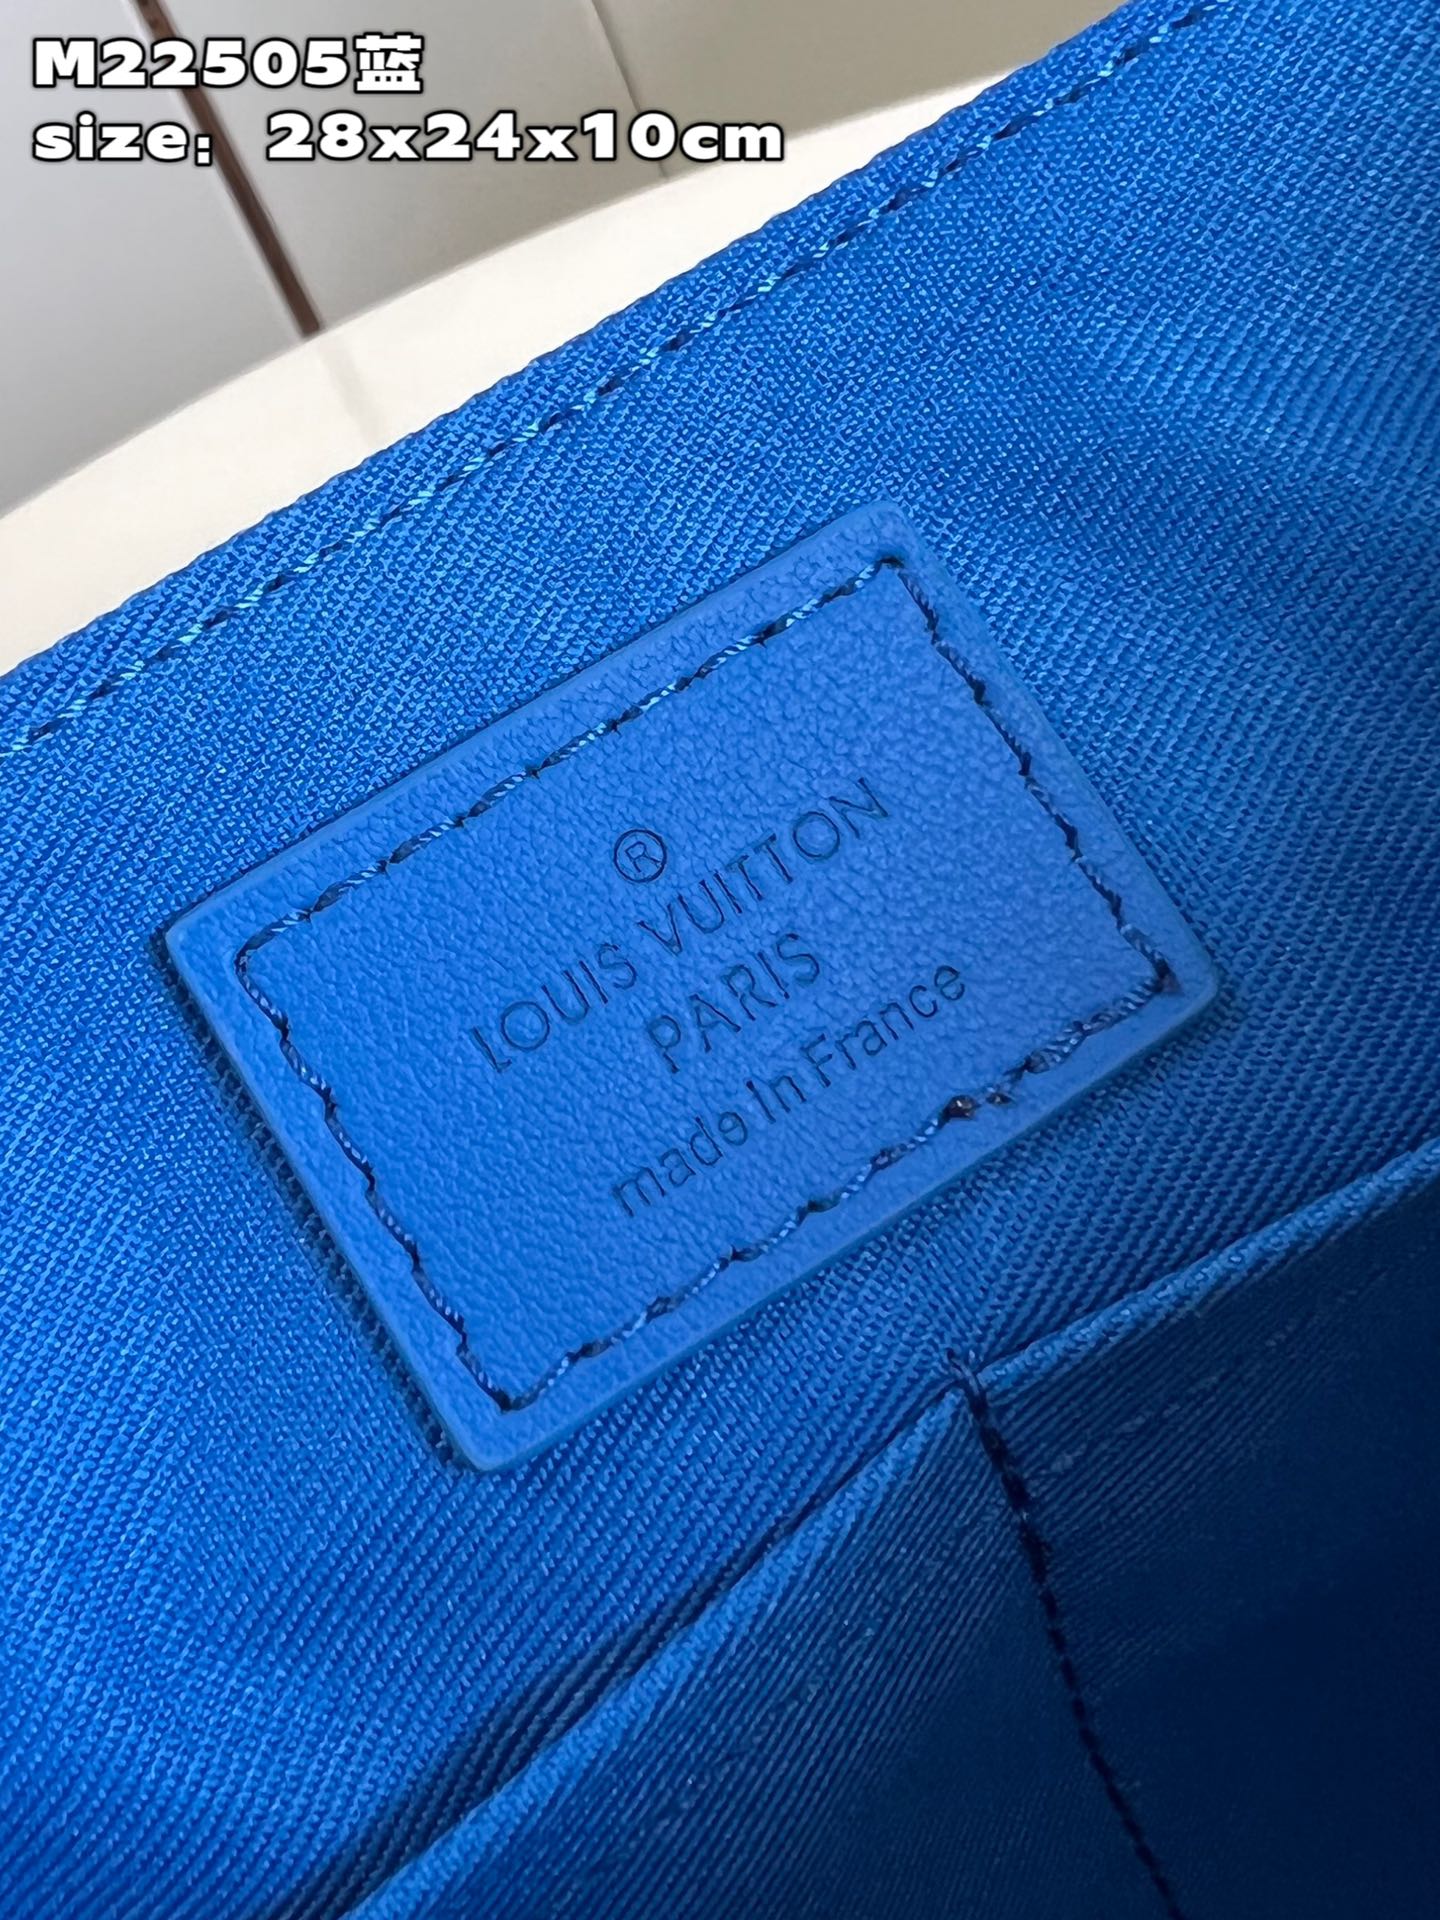 M22505蓝
size：28x24x10cm
®
LOUIS VUITTON
PARIS
made In France